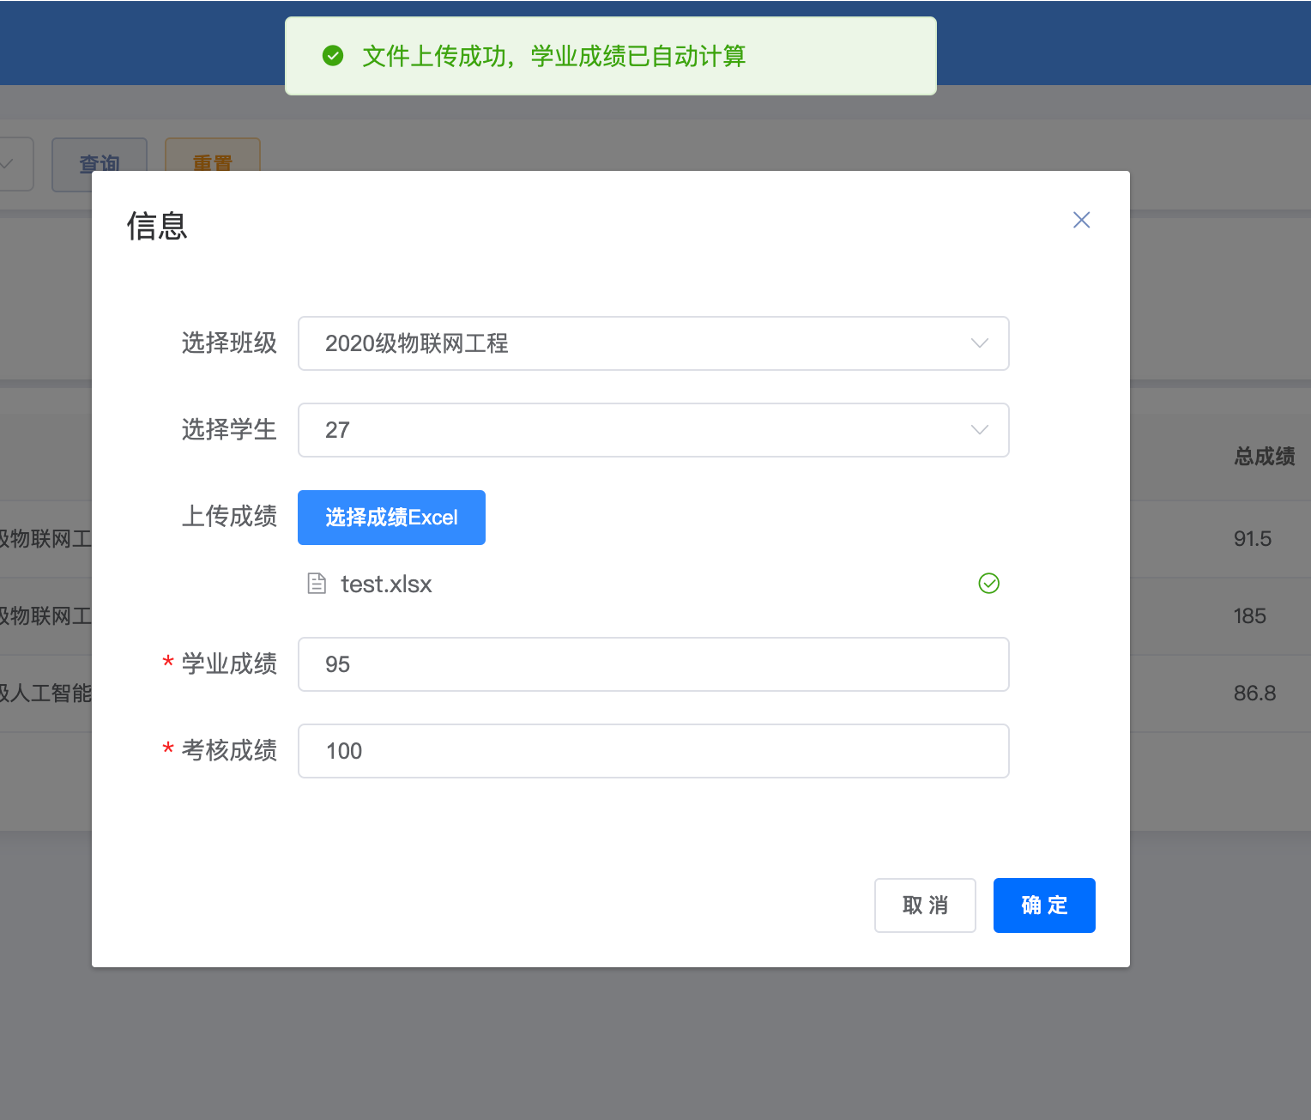 文件上传成功，学业成绩已自动计算
查询
重置
信息
选择班级
2020级物联网工程
选择学生
27
上传成绩
选择成绩Excel
test.xlsx
* 学业成绩
95
* 考核成绩
100
取 消
确 定
总成绩
级物联网工
91.5
级物联网工
185
级人工智能
86.8